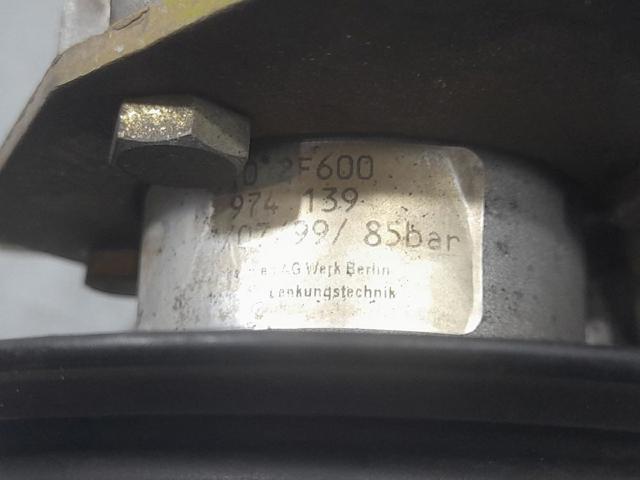 2F600
974 139
/07/99/ 85bar
AG Werk Berlin
Lenkungstechnik